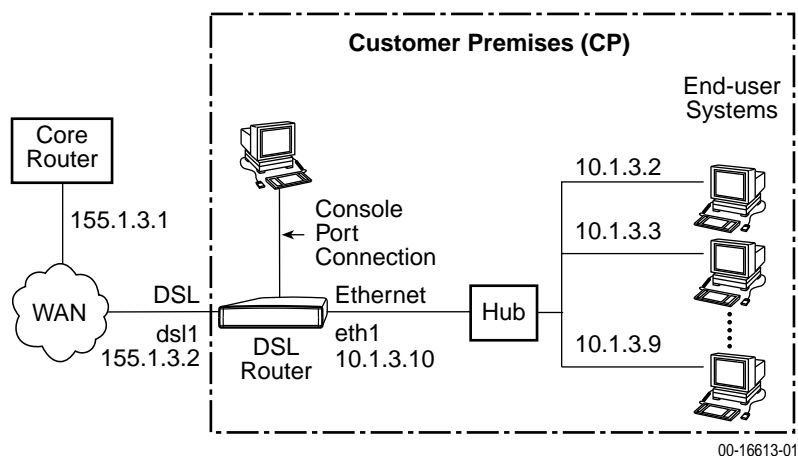 Customer Premises (CP)
End-user
Systems
Core
Router
155.1.3.1
Console
Port
Connection
10.1.3.2
10.1.3.3
10.1.3.9
WAN
DSL
dsl1
155.1.3.2
DSL
Router
Ethernet
eth1
10.1.3.10
Hub
00-16613-01